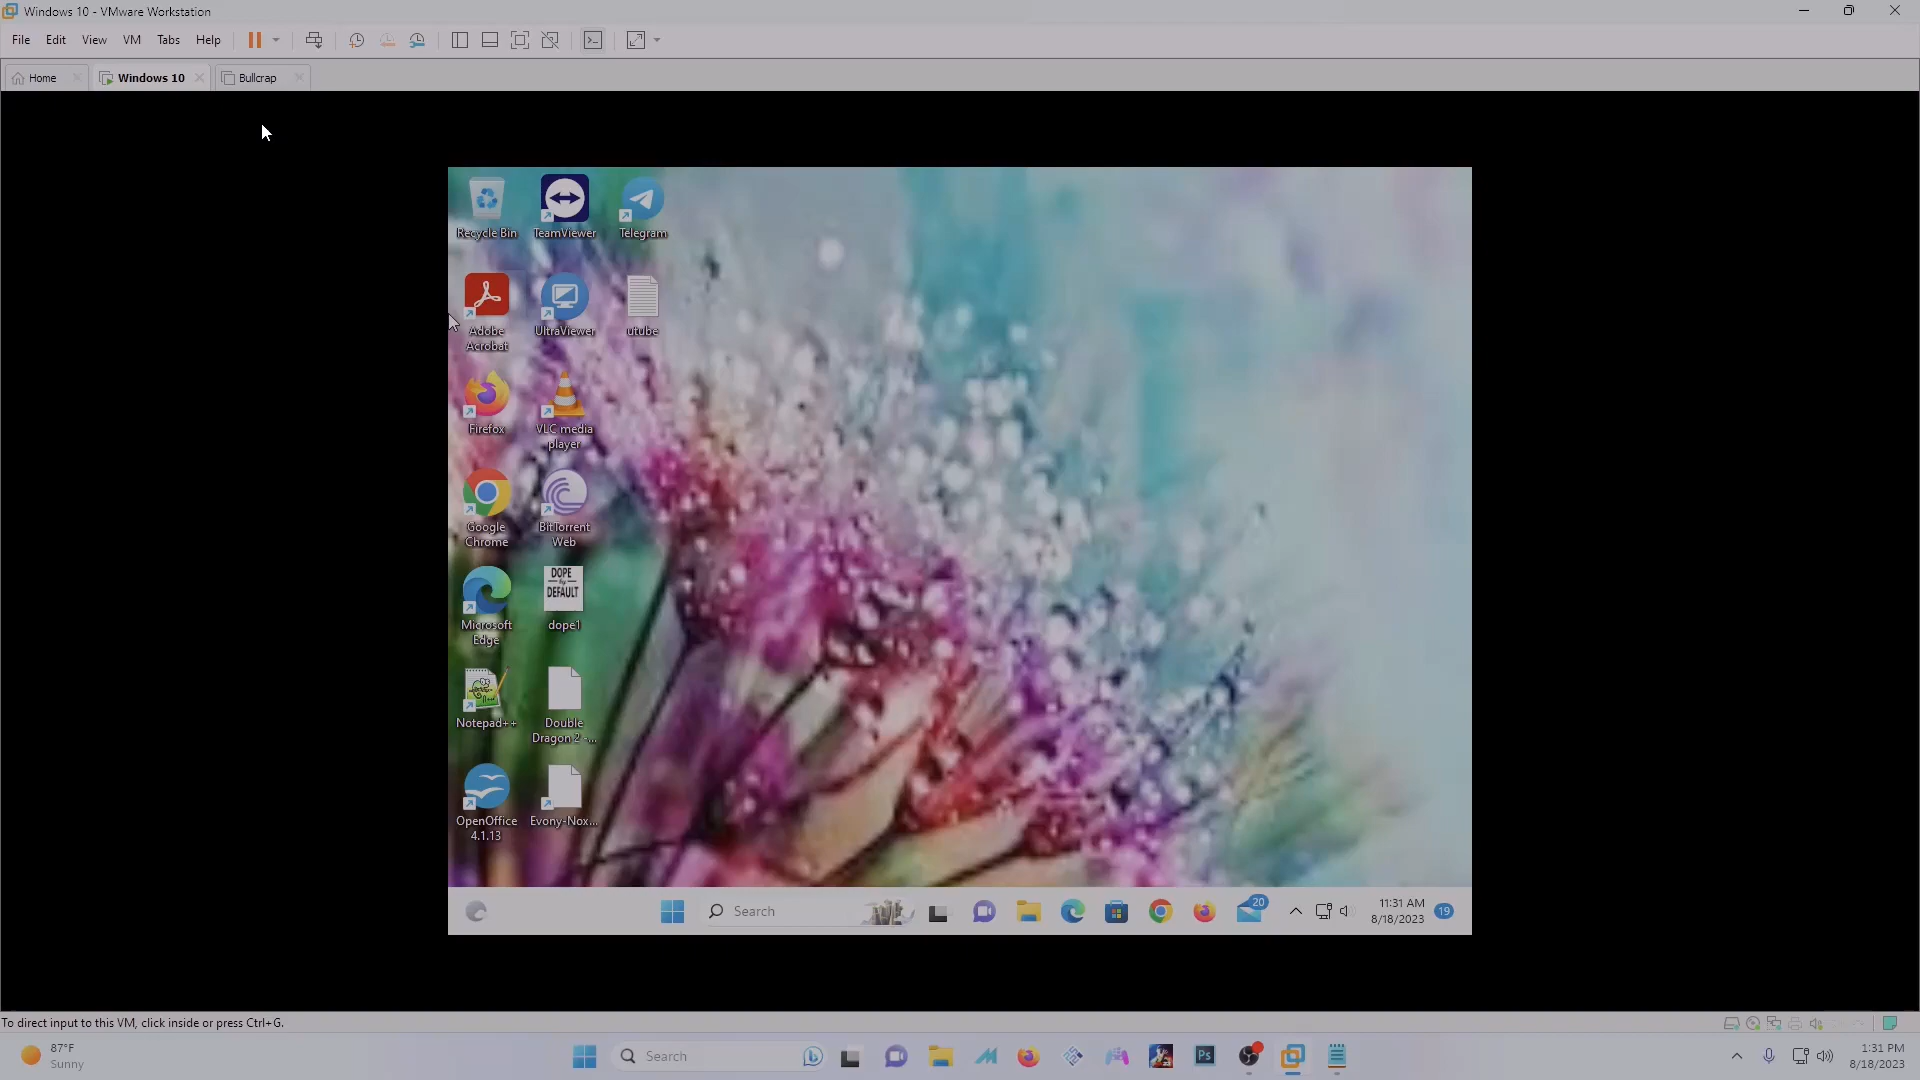 Windows 10 - VMware Workstation
File Edit View VM Tabs Help
Home Windows 10 Bullcrap
Recycle Bin TeamViewer Telegram
Adobe Acrobat UltraViewer utube
Firefox VLC media player
Google Chrome BitTorrent Web
DOPE by DEFAULT
Microsoft Edge dope1
Notepad++ Double Dragon 2 -...
OpenOffice 4.1.13 Evony-Nox...
Search 20 11:31 AM 19
8/18/2023
To direct input to this VM, click inside or press Ctrl+G.
87°F
Sunny
Search Ps 1:31 PM
8/18/2023